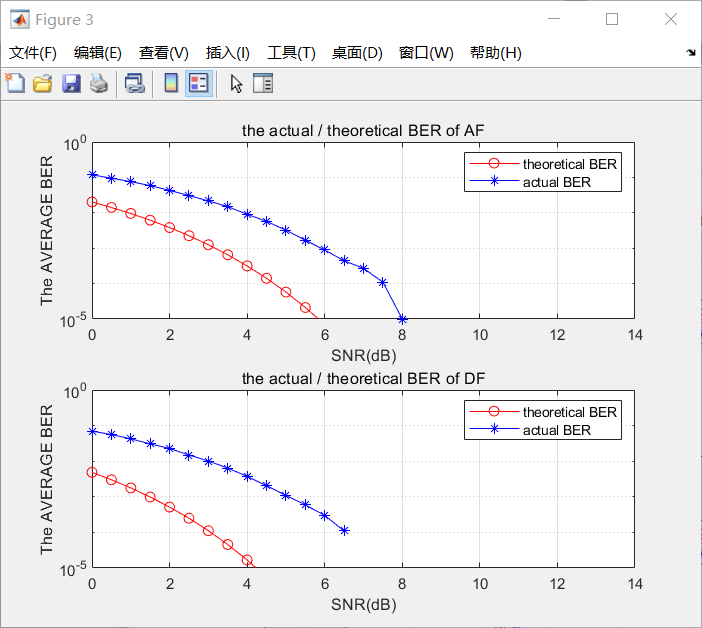 Figure 3
文件(F) 编辑(E) 查看(V) 插入(I) 工具(T) 桌面(D) 窗口(W) 帮助(H)
the actual / theoretical BER of AF
10^0
theoretical BER
actual BER
The AVERAGE BER
10^-5
0 2 4 6 8 10 12 14
SNR(dB)
the actual / theoretical BER of DF
10^0
theoretical BER
actual BER
The AVERAGE BER
10^-5
0 2 4 6 8 10 12 14
SNR(dB)